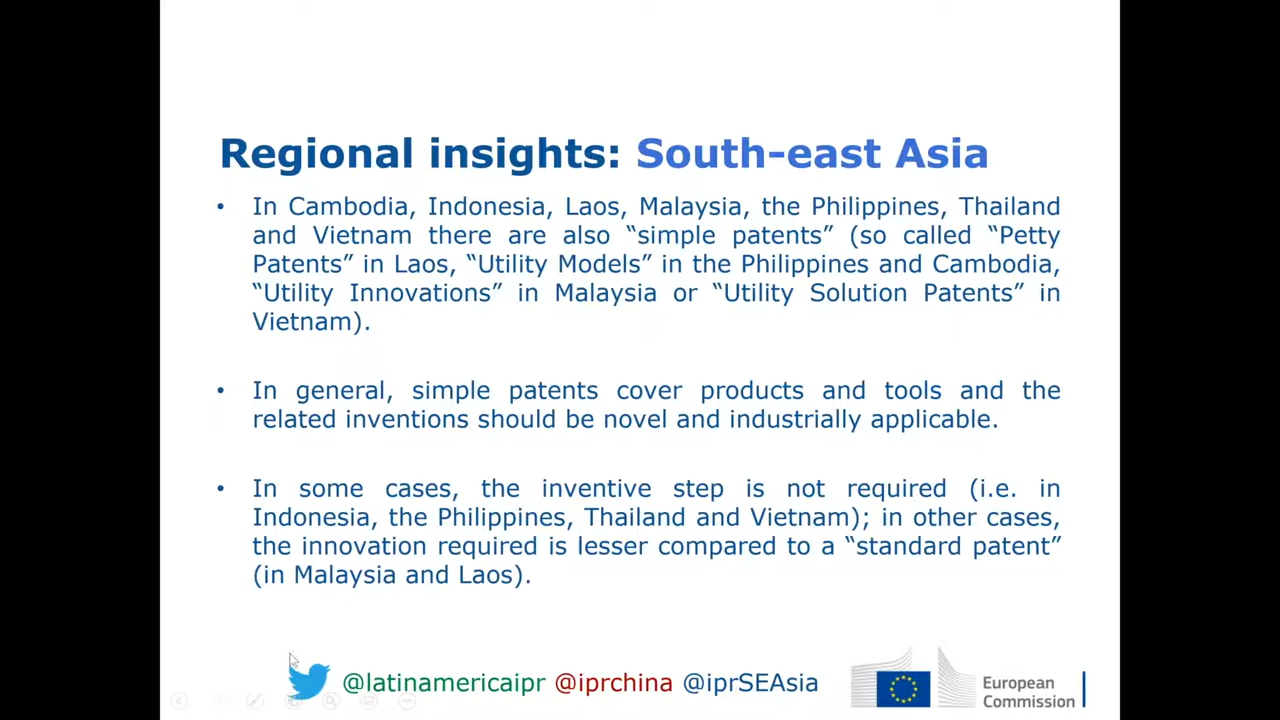 Regional insights: South-east Asia
• In Cambodia, Indonesia, Laos, Malaysia, the Philippines, Thailand
and Vietnam there are also “simple patents” (so called “Petty
Patents” in Laos, “Utility Models” in the Philippines and Cambodia,
“Utility Innovations” in Malaysia or “Utility Solution Patents” in
Vietnam).
• In general, simple patents cover products and tools and the
related inventions should be novel and industrially applicable.
• In some cases, the inventive step is not required (i.e. in
Indonesia, the Philippines, Thailand and Vietnam); in other cases,
the innovation required is lesser compared to a “standard patent”
(in Malaysia and Laos).
@latinamericaipr @iprchina @iprSEAsia
European
Commission